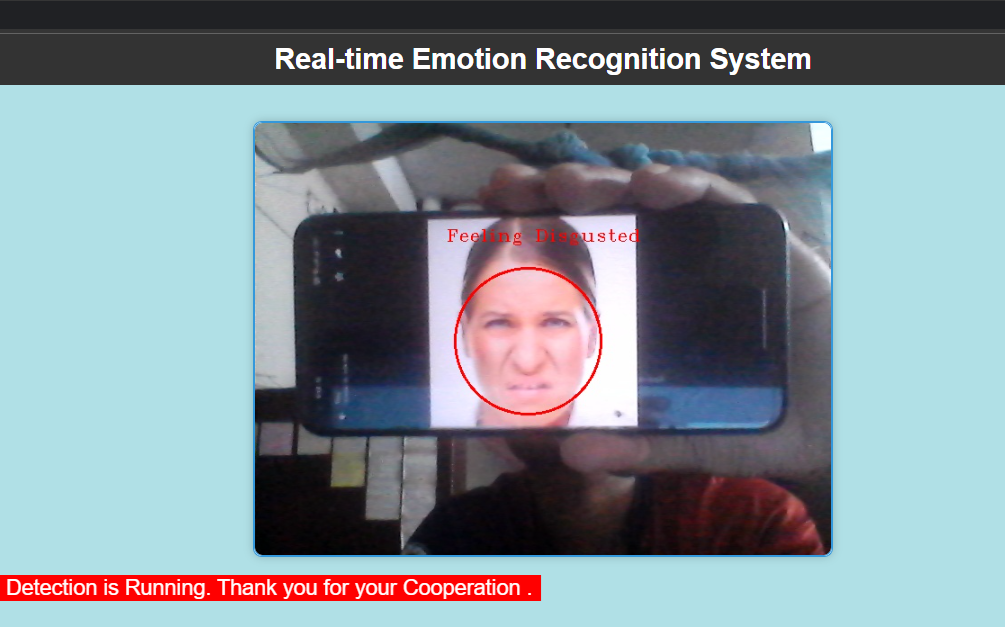 Real-time Emotion Recognition System
Feeling Disgusted
Detection is Running. Thank you for your Cooperation .